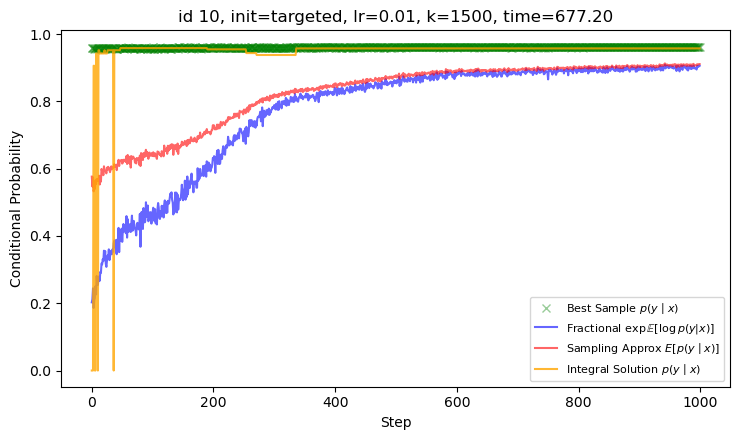 id 10, init=targeted, lr=0.01, k=1500, time=677.20
Conditional Probability
1.0
0.8
0.6
0.4
0.2
0.0
Best Sample p(y | x)
Fractional exp𝔼[log p(y|x)]
Sampling Approx E[p(y | x)]
Integral Solution p(y | x)
0 200 400 600 800 1000
Step